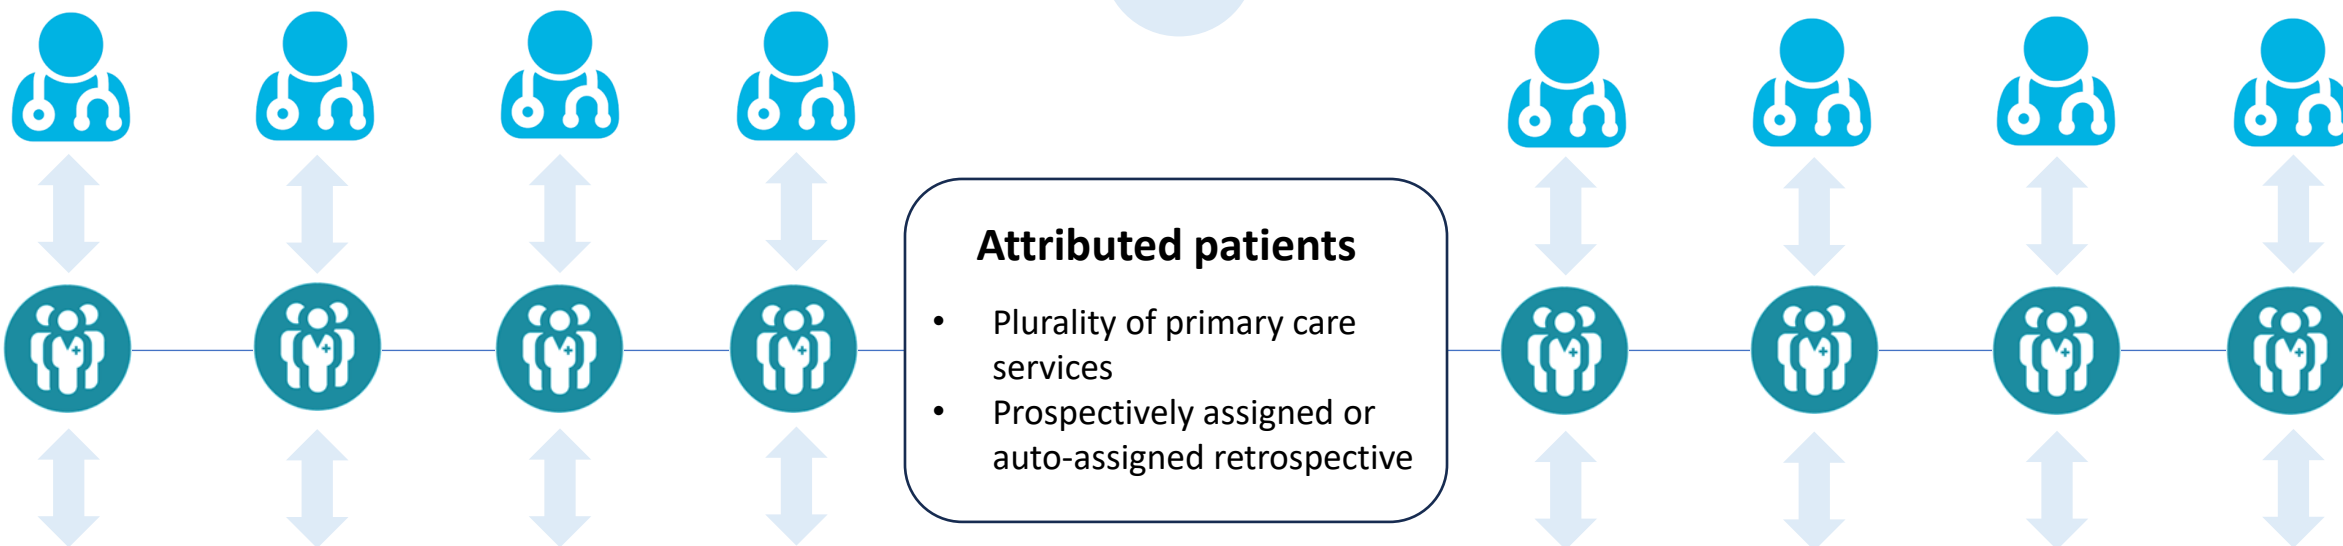 Attributed patients
• Plurality of primary care
services
• Prospectively assigned or
auto-assigned retrospective